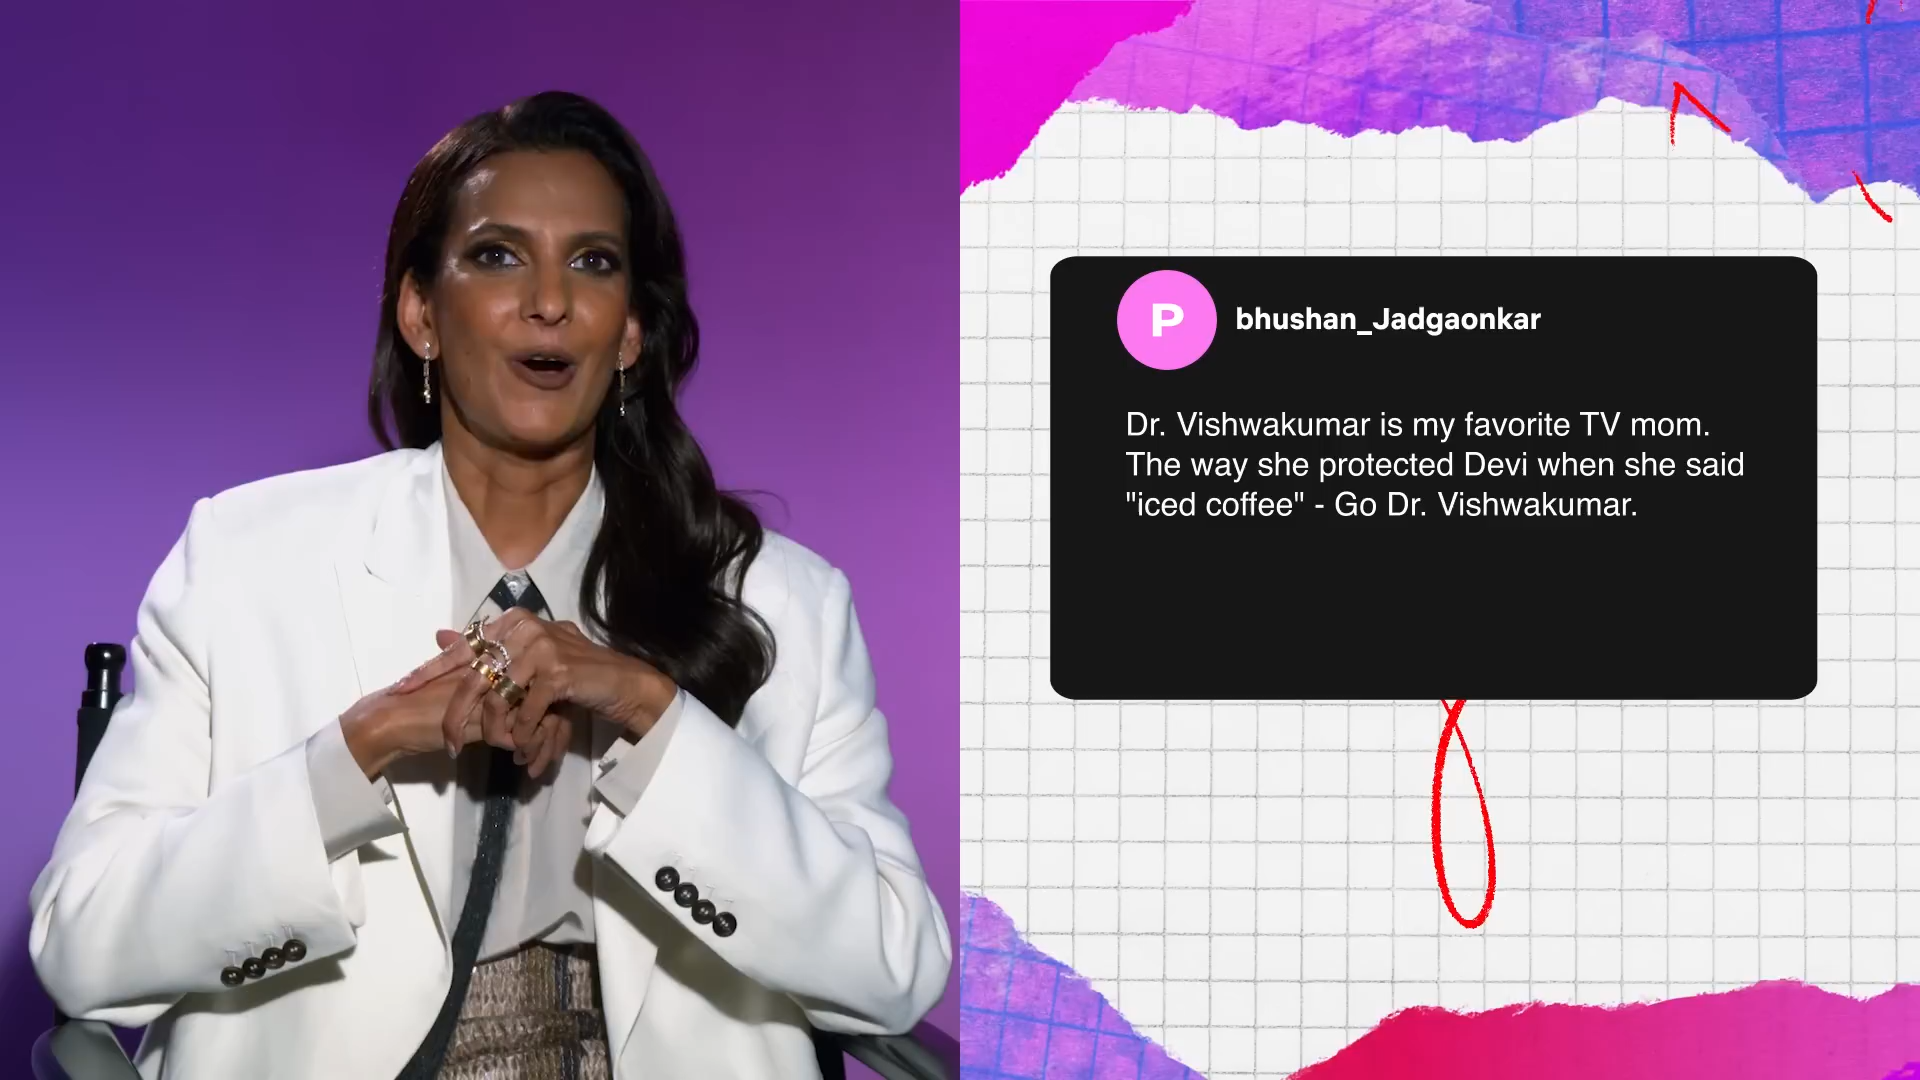 P
bhushan_Jadgaonkar
Dr. Vishwakumar is my favorite TV mom.
The way she protected Devi when she said
"iced coffee" - Go Dr. Vishwakumar.